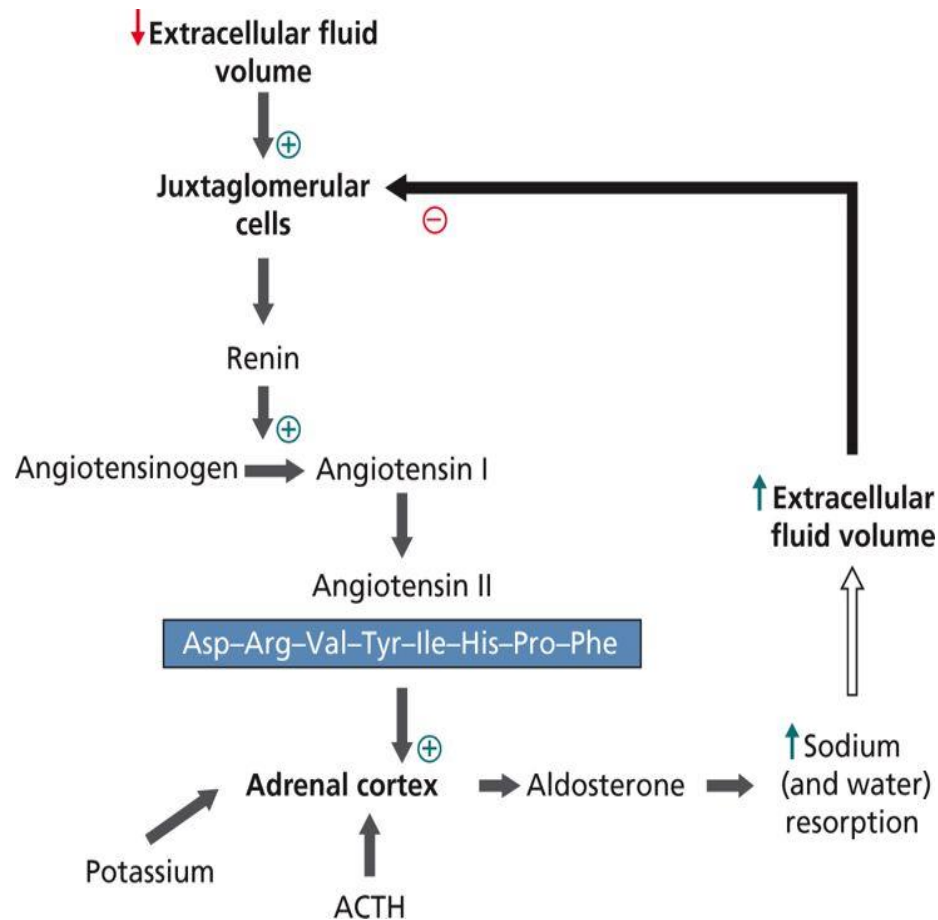 ↓Extracellular fluid
volume
+
Juxtaglomerular
cells
−
Renin
+
Angiotensinogen
Angiotensin I
↑Extracellular
fluid volume
Angiotensin II
Asp–Arg–Val–Tyr–Ile–His–Pro–Phe
+
Adrenal cortex
Aldosterone
↑Sodium
(and water)
resorption
Potassium
ACTH